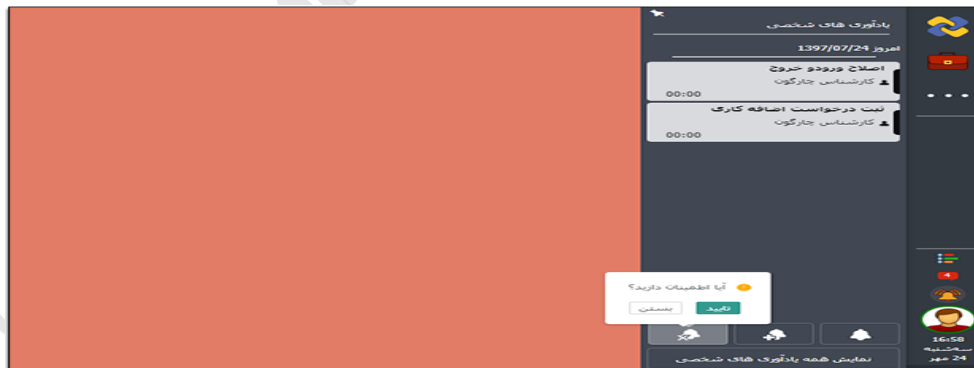 یادآوری های شخصی
امروز 1397/07/24
اصلاح ورودو خروج
کارشناس چارگون
00:00
ثبت درخواست اضافه کاری
کارشناس چارگون
00:00
آیا اطمینان دارید؟
تایید
بستن
نمایش همه یادآوری های شخصی
4
16:58
سه‌شنبه
24 مهر